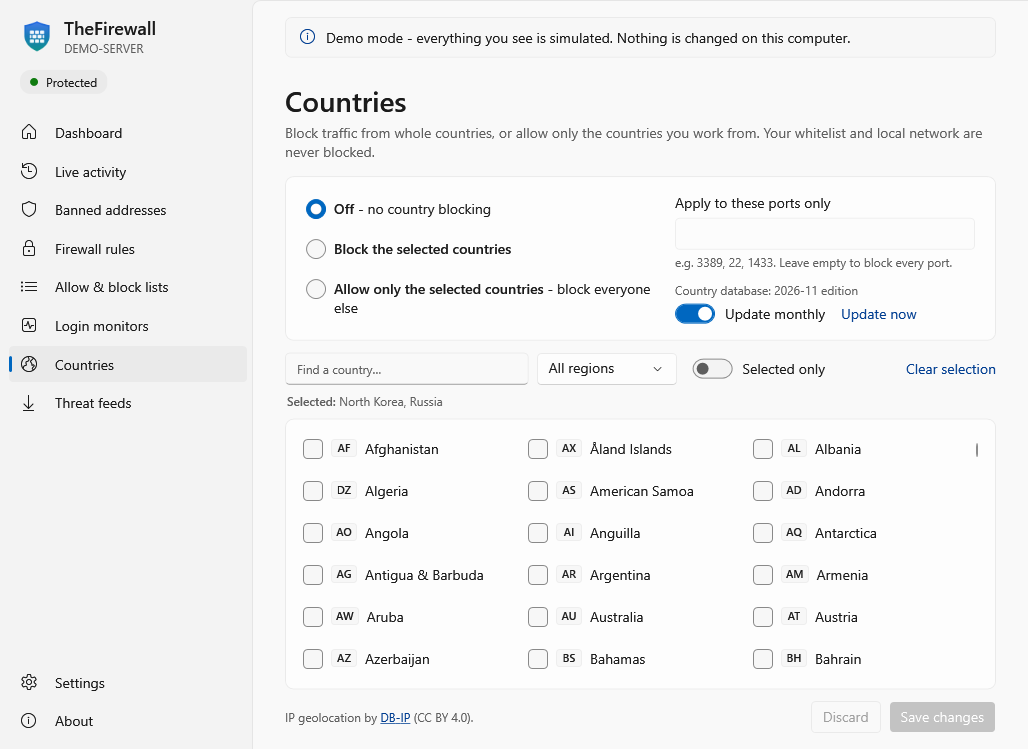 TheFirewall
DEMO-SERVER
Protected
Dashboard
Live activity
Banned addresses
Firewall rules
Allow & block lists
Login monitors
Countries
Threat feeds
Settings
About
Demo mode - everything you see is simulated. Nothing is changed on this computer.
Countries
Block traffic from whole countries, or allow only the countries you work from. Your whitelist and local network are
never blocked.
Off - no country blocking
Block the selected countries
Allow only the selected countries - block everyone
else
Apply to these ports only
e.g. 3389, 22, 1433. Leave empty to block every port.
Country database: 2026-11 edition
Update monthly Update now
Find a country... All regions Selected only Clear selection
Selected: North Korea, Russia
AF Afghanistan AX Åland Islands AL Albania
DZ Algeria AS American Samoa AD Andorra
AO Angola AI Anguilla AQ Antarctica
AG Antigua & Barbuda AR Argentina AM Armenia
AW Aruba AU Australia AT Austria
AZ Azerbaijan BS Bahamas BH Bahrain
IP geolocation by DB-IP (CC BY 4.0). Discard Save changes